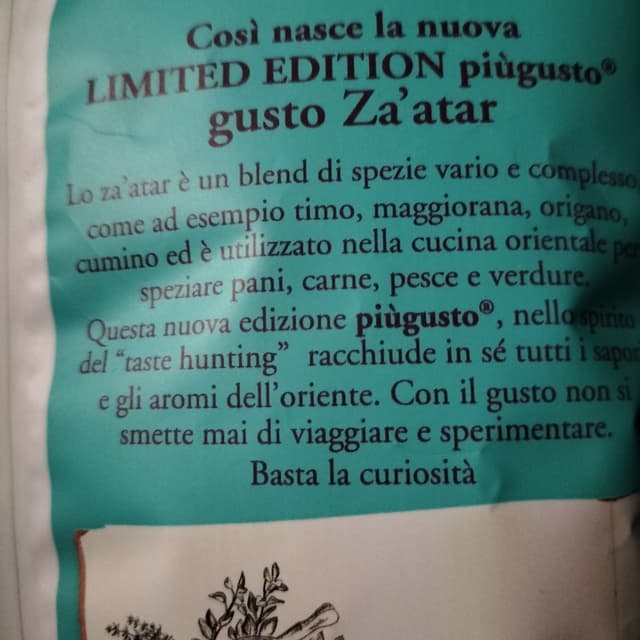 Così nasce la nuova
LIMITED EDITION piùgusto®
gusto Za’atar
Lo za’atar è un blend di spezie vario e complesso
come ad esempio timo, maggiorana, origano,
cumino ed è utilizzato nella cucina orientale per
speziare pani, carne, pesce e verdure.
Questa nuova edizione piùgusto®, nello spirito
del “taste hunting” racchiude in sé tutti i sapori
e gli aromi dell’oriente. Con il gusto non si
smette mai di viaggiare e sperimentare.
Basta la curiosità